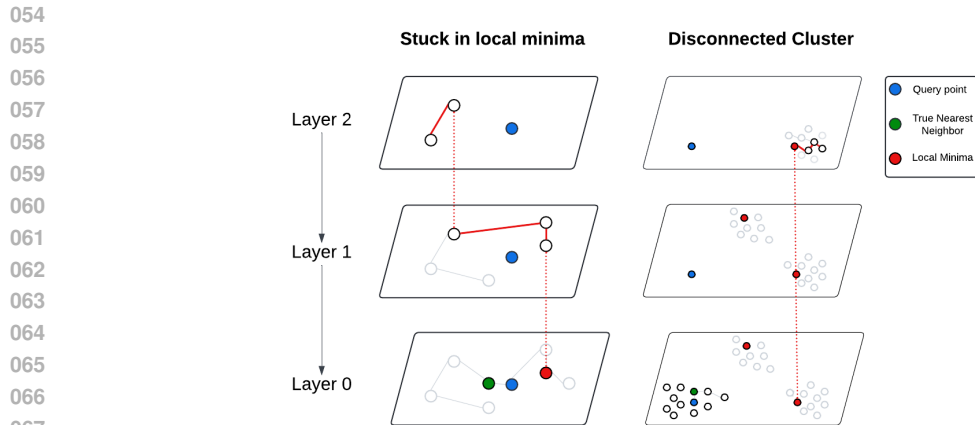 054
055
056
057
058
059
060
061
062
063
064
065
066
Stuck in local minima
Disconnected Cluster
Layer 2
Layer 1
Layer 0
Query point
True Nearest
Neighbor
Local Minima